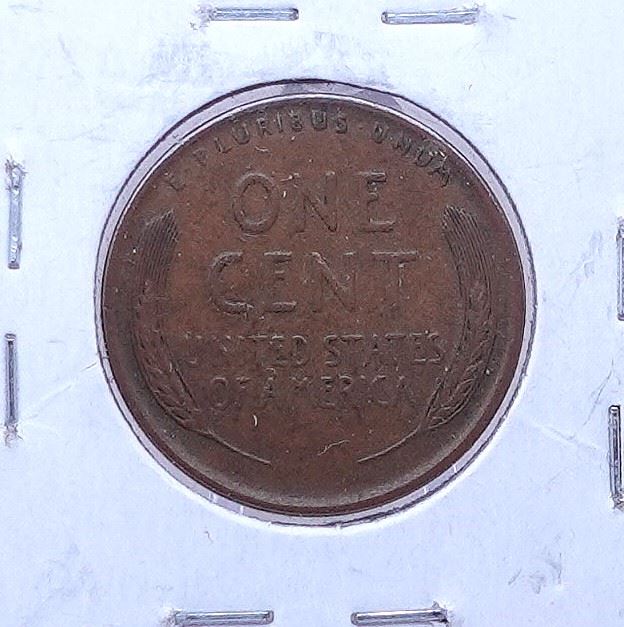 E·PLURIBUS·UNUM
ONE
CENT
UNITED STATES
OF AMERICA